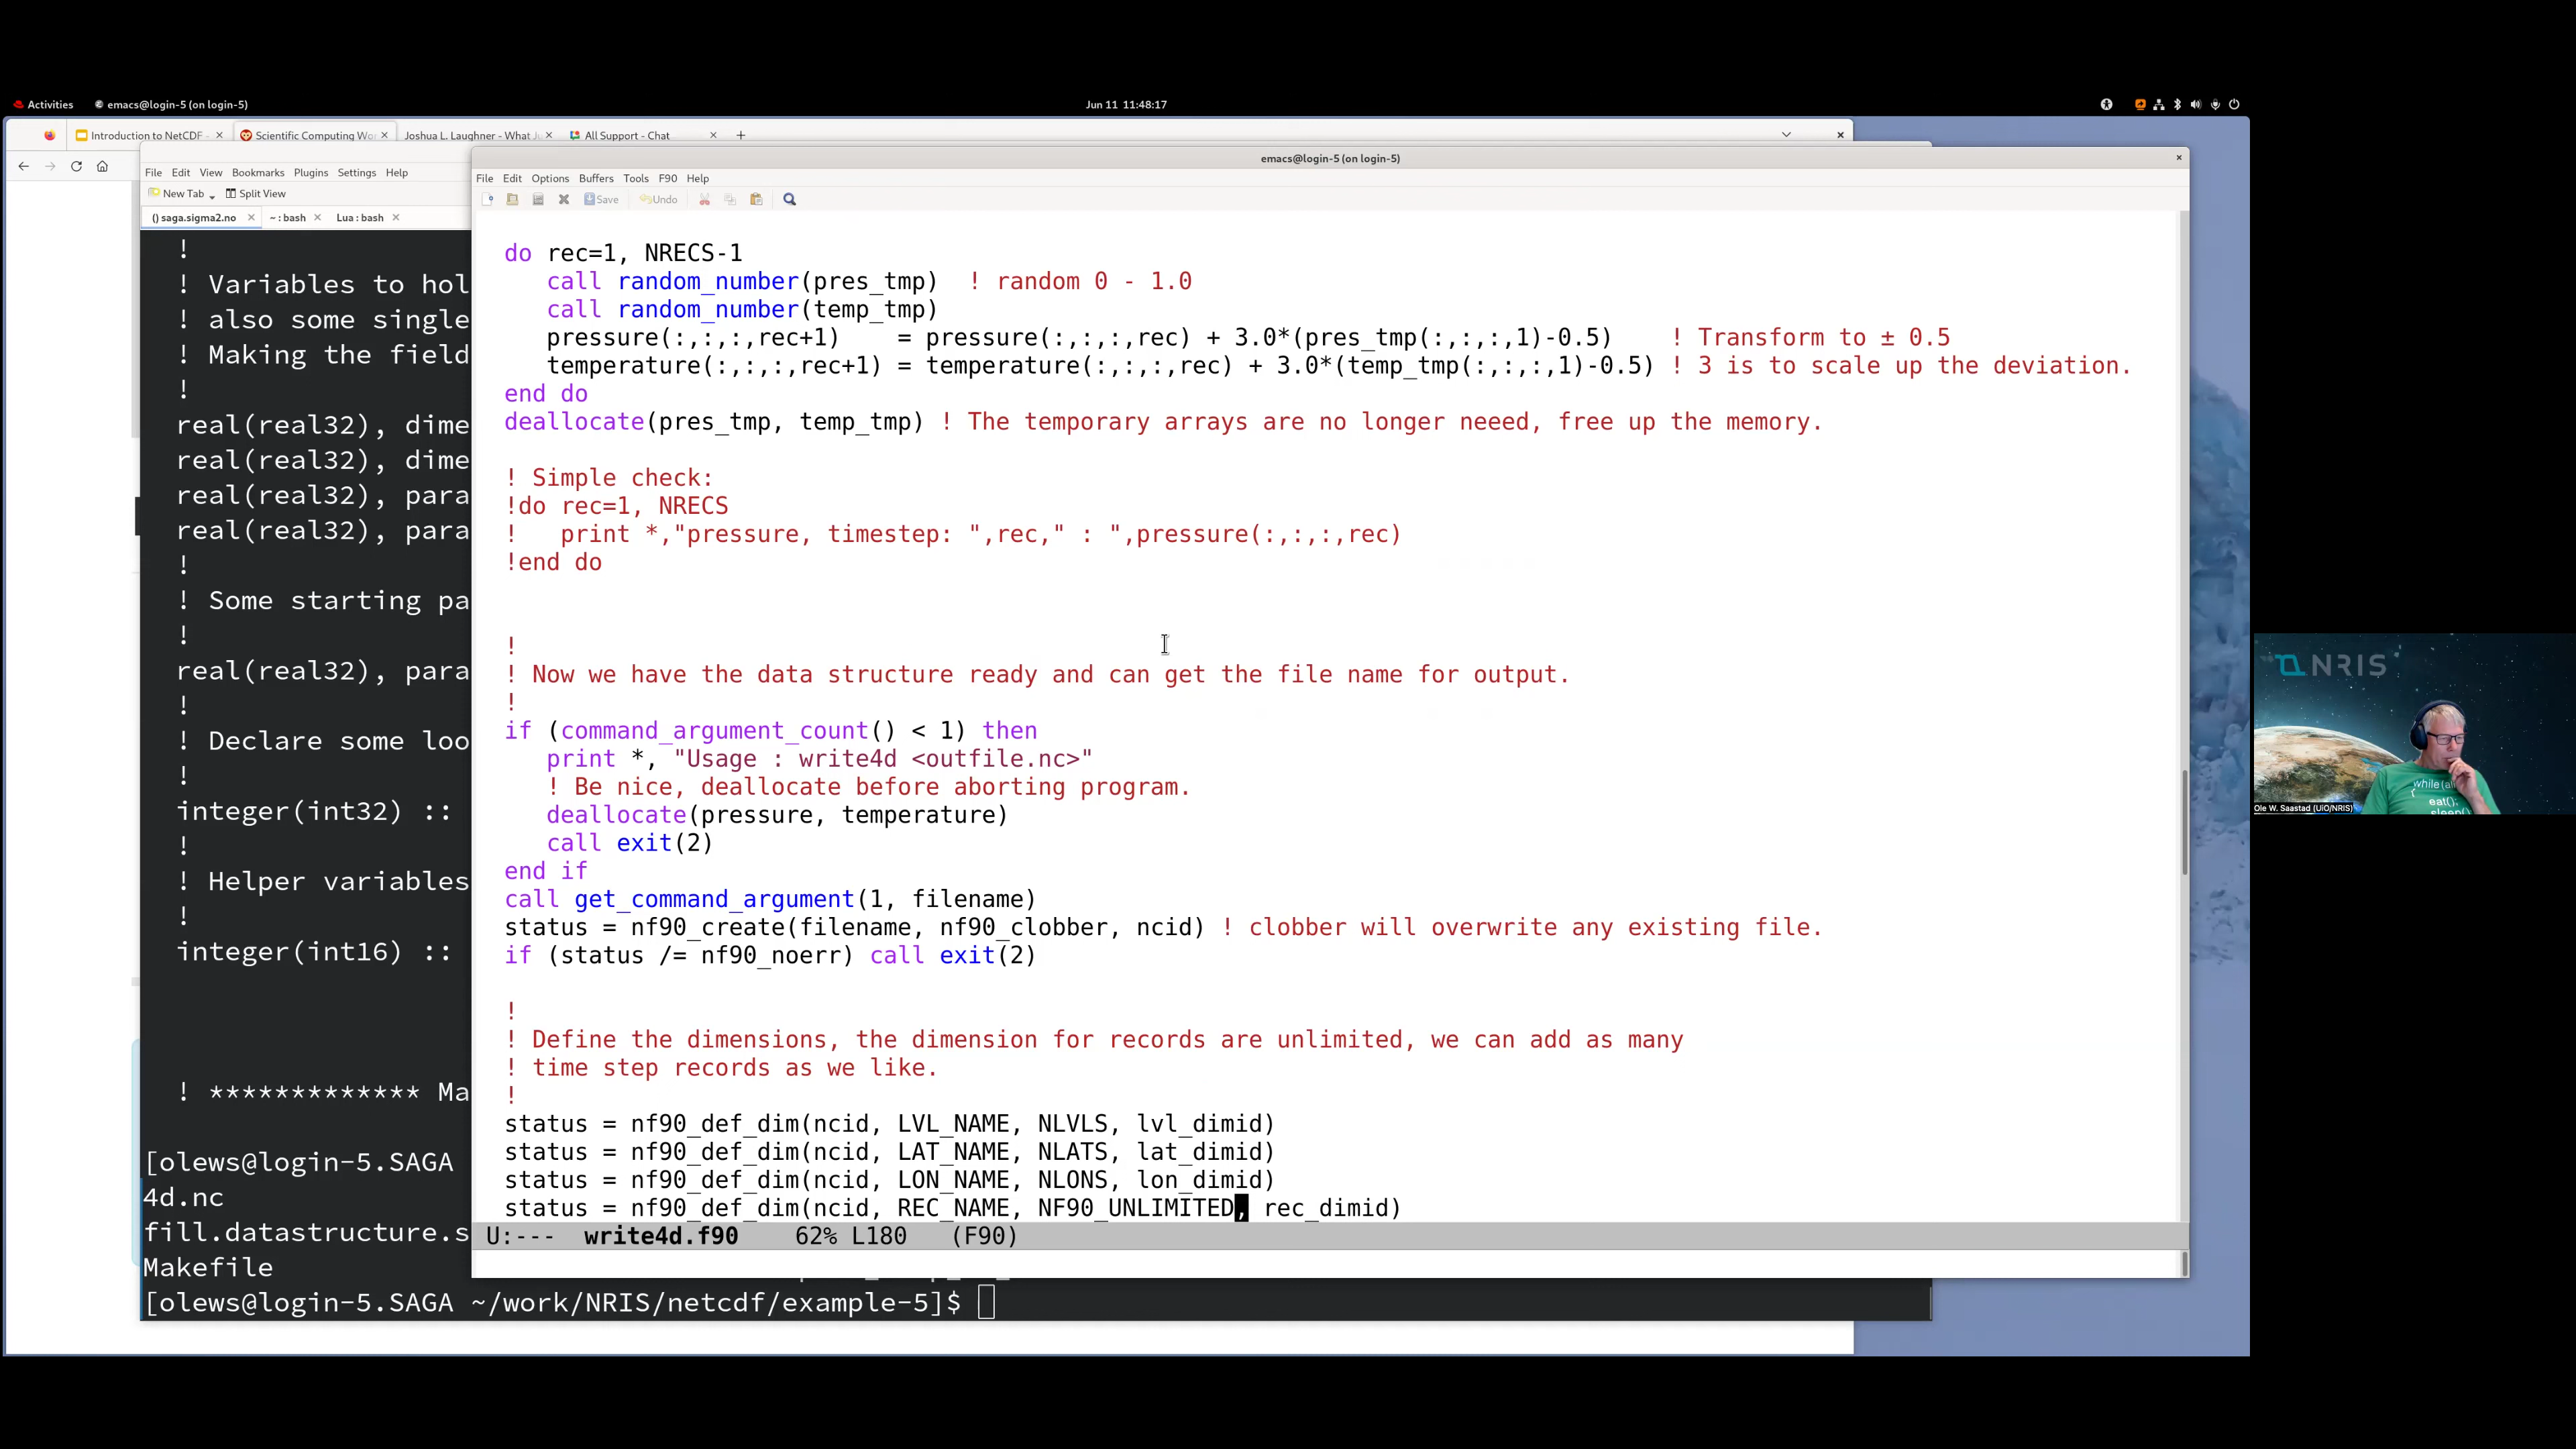 Activities emacs@login-5 (on login-5) Jun 11 11:48:17
Introduction to NetCDF - Scientific Computing Wor Joshua L. Laughner - What Ju All Support - Chat
File Edit View Bookmarks Plugins Settings Help
New Tab Split View
() saga.sigma2.no ~ : bash Lua : bash
!
! Variables to hol
! also some single
! Making the field
!
real(real32), dime
real(real32), dime
real(real32), para
real(real32), para
!
! Some starting pa
!
real(real32), para
!
! Declare some loo
!
integer(int32) ::
!
! Helper variables
!
integer(int16) ::
! ************* Ma
[olews@login-5.SAGA
4d.nc
fill.datastructure.s
Makefile
[olews@login-5.SAGA ~/work/NRIS/netcdf/example-5]$
emacs@login-5 (on login-5)
File Edit Options Buffers Tools F90 Help
Save Undo
do rec=1, NRECS-1
call random_number(pres_tmp) ! random 0 - 1.0
call random_number(temp_tmp)
pressure(:,:,:,rec+1) = pressure(:,:,:,rec) + 3.0*(pres_tmp(:,:,:,1)-0.5) ! Transform to ± 0.5
temperature(:,:,:,rec+1) = temperature(:,:,:,rec) + 3.0*(temp_tmp(:,:,:,1)-0.5) ! 3 is to scale up the deviation.
end do
deallocate(pres_tmp, temp_tmp) ! The temporary arrays are no longer neeed, free up the memory.
! Simple check:
!do rec=1, NRECS
! print *,"pressure, timestep: ",rec," : ",pressure(:,:,:,rec)
!end do
!
! Now we have the data structure ready and can get the file name for output.
!
if (command_argument_count() < 1) then
print *, "Usage : write4d <outfile.nc>"
! Be nice, deallocate before aborting program.
deallocate(pressure, temperature)
call exit(2)
end if
call get_command_argument(1, filename)
status = nf90_create(filename, nf90_clobber, ncid) ! clobber will overwrite any existing file.
if (status /= nf90_noerr) call exit(2)
!
! Define the dimensions, the dimension for records are unlimited, we can add as many
! time step records as we like.
!
status = nf90_def_dim(ncid, LVL_NAME, NLVLS, lvl_dimid)
status = nf90_def_dim(ncid, LAT_NAME, NLATS, lat_dimid)
status = nf90_def_dim(ncid, LON_NAME, NLONS, lon_dimid)
status = nf90_def_dim(ncid, REC_NAME, NF90_UNLIMITED, rec_dimid)
U:--- write4d.f90 62% L180 (F90)
NRIS
while(
eat();
sleep()
Ole W. Saastad (UiO/NRIS)